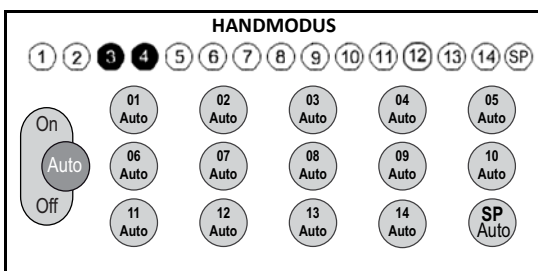 HANDMODUS
1 2 3 4 5 6 7 8 9 10 11 12 13 14 SP
On
Auto
Off
01 Auto
02 Auto
03 Auto
04 Auto
05 Auto
06 Auto
07 Auto
08 Auto
09 Auto
10 Auto
11 Auto
12 Auto
13 Auto
14 Auto
SP Auto